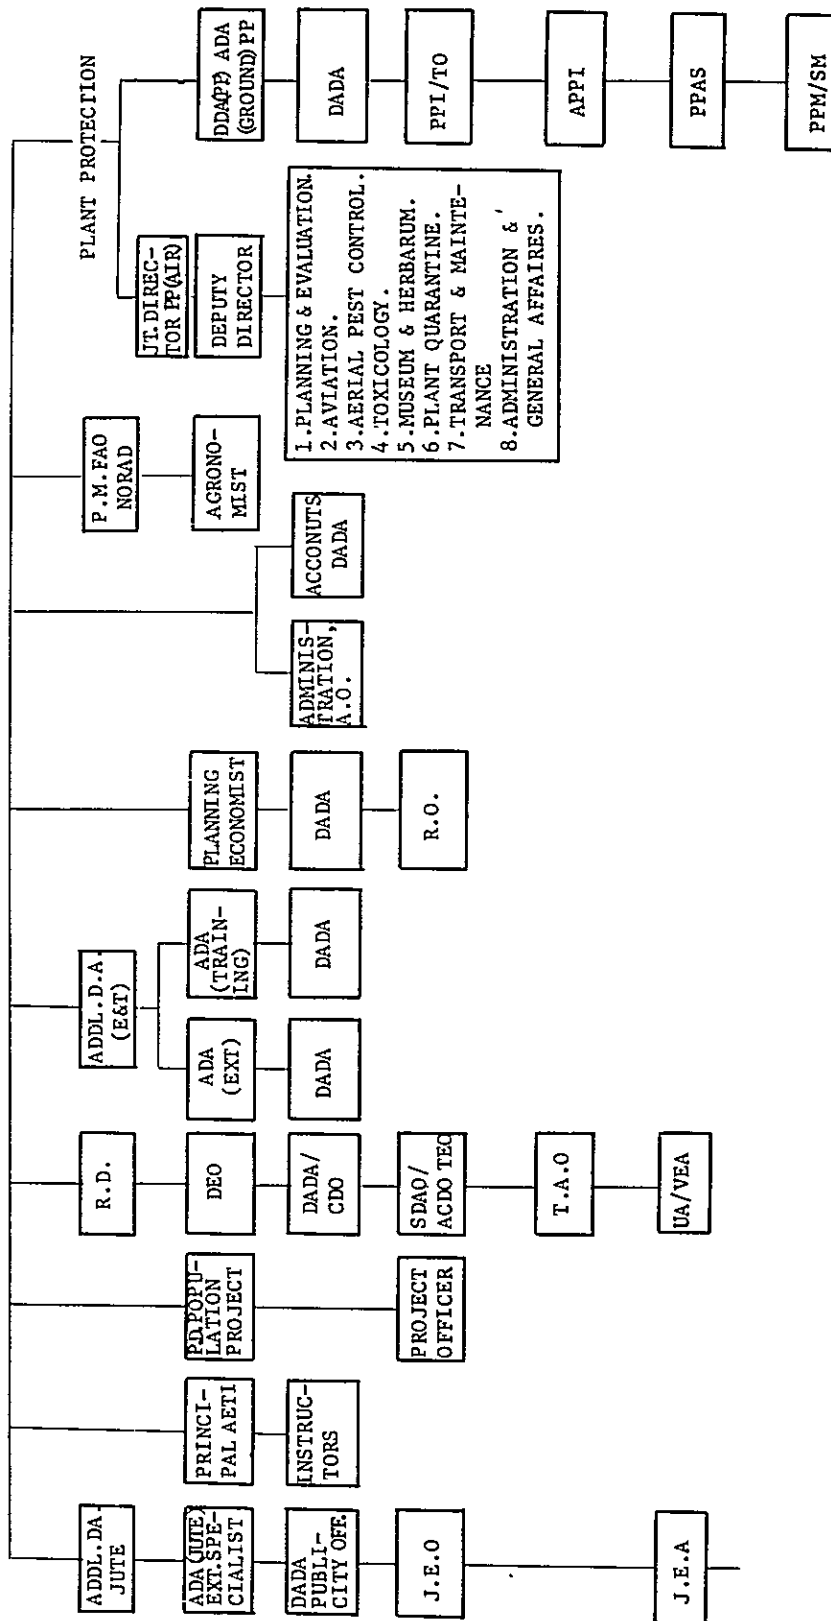 ADDL.DA.
JUTE
ADA(JUTE)
EXT.SPE-
CIALIST
DADA
PUBLI-
CITY OFF.
J.E.O
J.E.A
PRINCI-
PAL AETI
INSTRUC-
TORS
P.D.POPU-
LATION
PROJECT
PROJECT
OFFICER
R.D.
DEO
DADA/
CDO
SDAO/
ACDO TEO
T.A.O
UA/VEA
ADDL.D.A.
(E&T)
ADA
(EXT)
DADA
ADA
(TRAIN-
ING)
DADA
PLANNING
ECONOMIST
DADA
R.O.
ADMINIS-
TRATION,
A.O.
ACCONUTS
DADA
P.M.FAO
NORAD
AGRONO-
MIST
PLANT PROTECTION
JT.DIREC-
TOR PP(AIR)
DEPUTY
DIRECTOR
1.PLANNING & EVALUATION.
2.AVIATION.
3.AERIAL PEST CONTROL.
4.TOXICOLOGY.
5.MUSEUM & HERBARUM.
6.PLANT QUARANTINE.
7.TRANSPORT & MAINTE-
NANCE
8.ADMINISTRATION &
GENERAL AFFAIRES.
DDA(PP) ADA
(GROUND)PP
DADA
PPI/TO
APPI
PPAS
PPM/SM